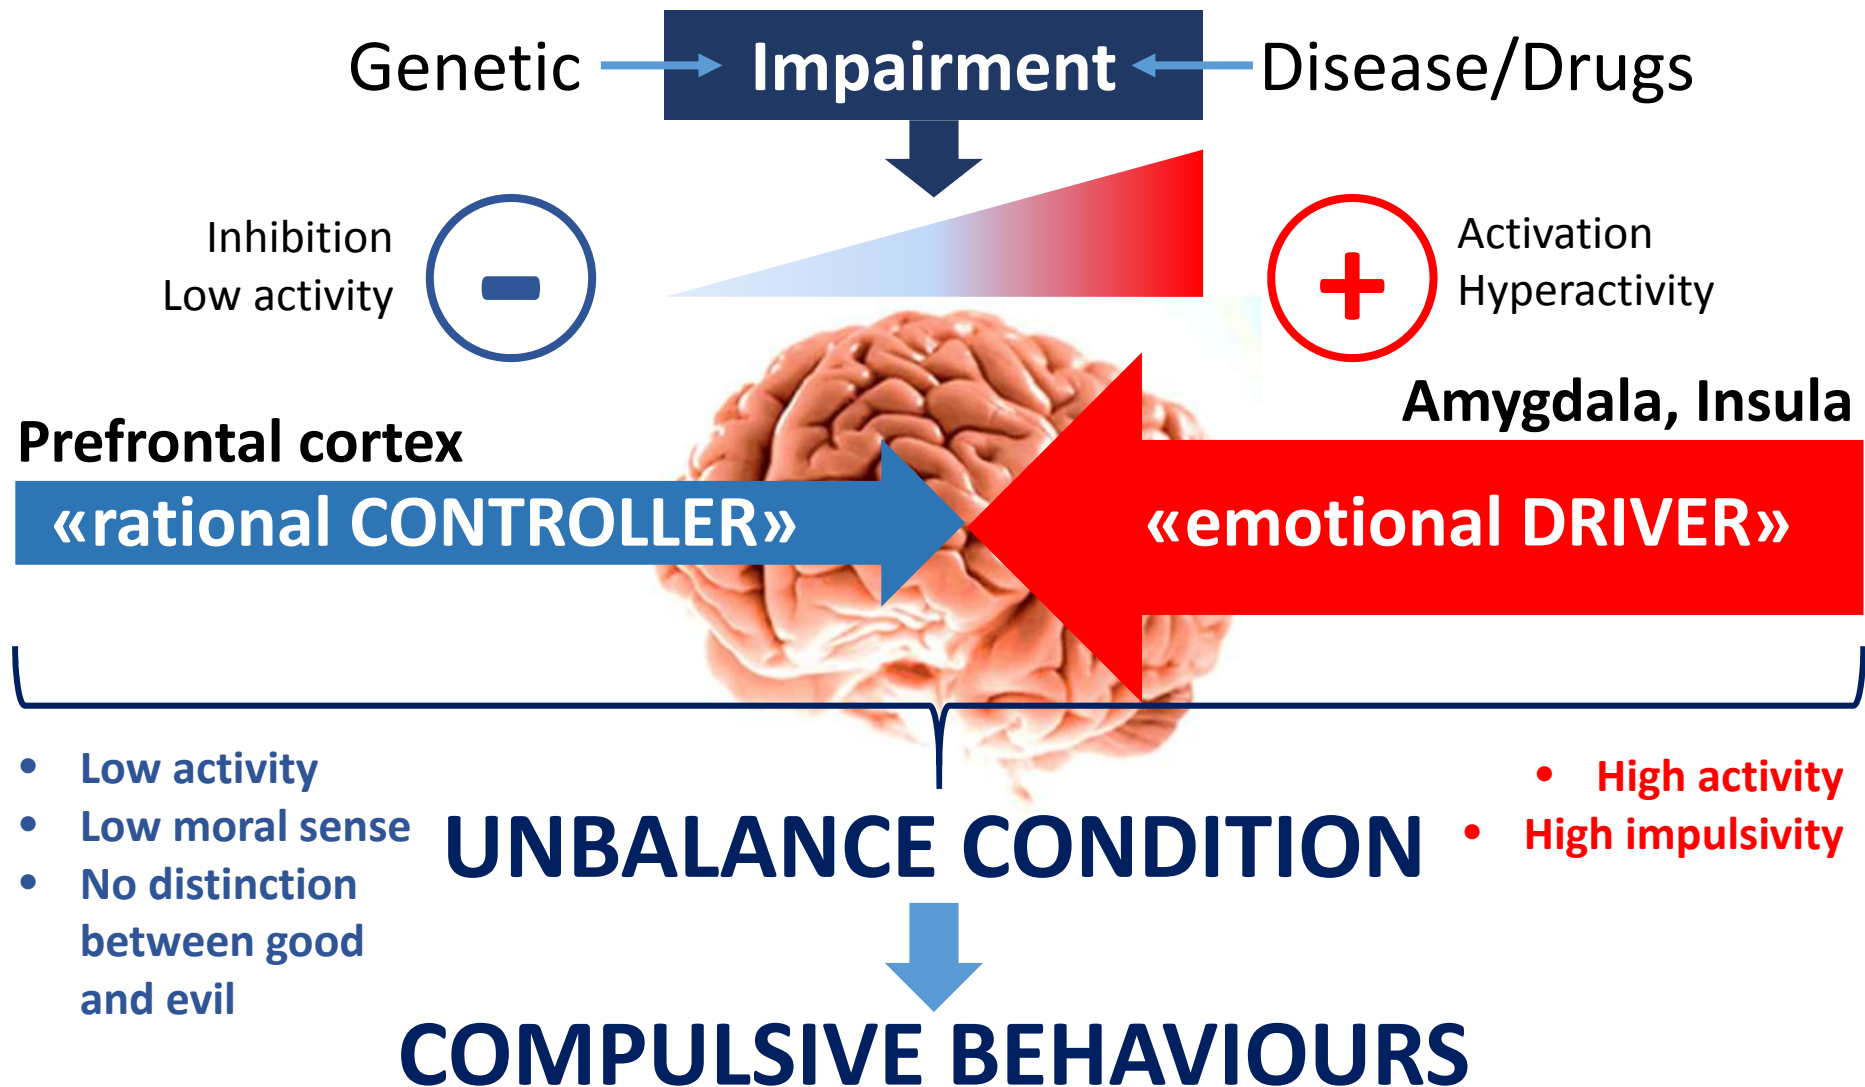 Genetic
Impairment
Disease/Drugs
Inhibition
Low activity
-
+
Activation
Hyperactivity
Prefrontal cortex
«rational CONTROLLER»
Amygdala, Insula
«emotional DRIVER»
• Low activity
• Low moral sense
• No distinction
between good
and evil
• High activity
• High impulsivity
UNBALANCE CONDITION
COMPULSIVE BEHAVIOURS